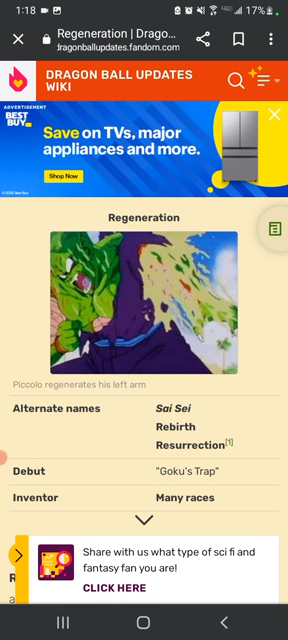 1:18
17%
Regeneration | Drago...
dragonballupdates.fandom.com
DRAGON BALL UPDATES
WIKI
ADVERTISEMENT
BEST
BUY
Save on TVs, major
appliances and more.
Shop Now
© 2022 Best Buy
Regeneration
Piccolo regenerates his left arm
Alternate names
Sai Sei
Rebirth
Resurrection[1]
Debut
"Goku's Trap"
Inventor
Many races
Share with us what type of sci fi and
fantasy fan you are!
CLICK HERE